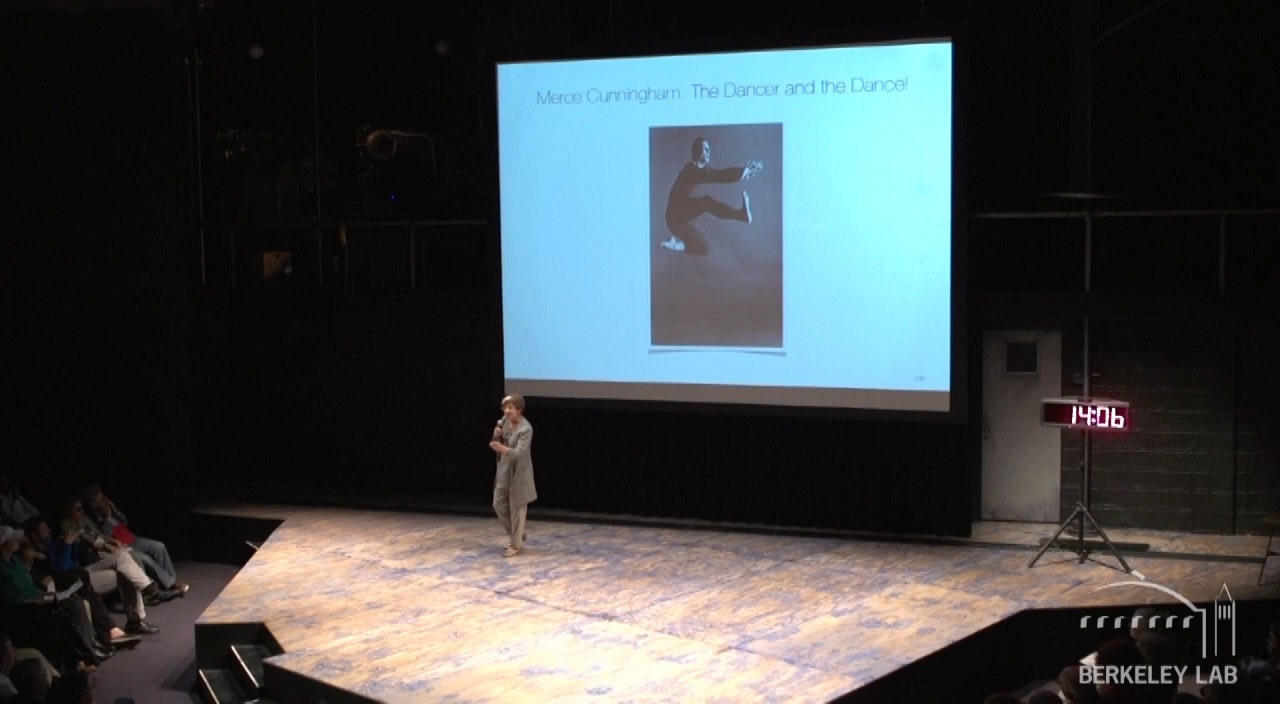 Merce Cunningham: The Dancer and the Dance!
14:06
BERKELEY LAB